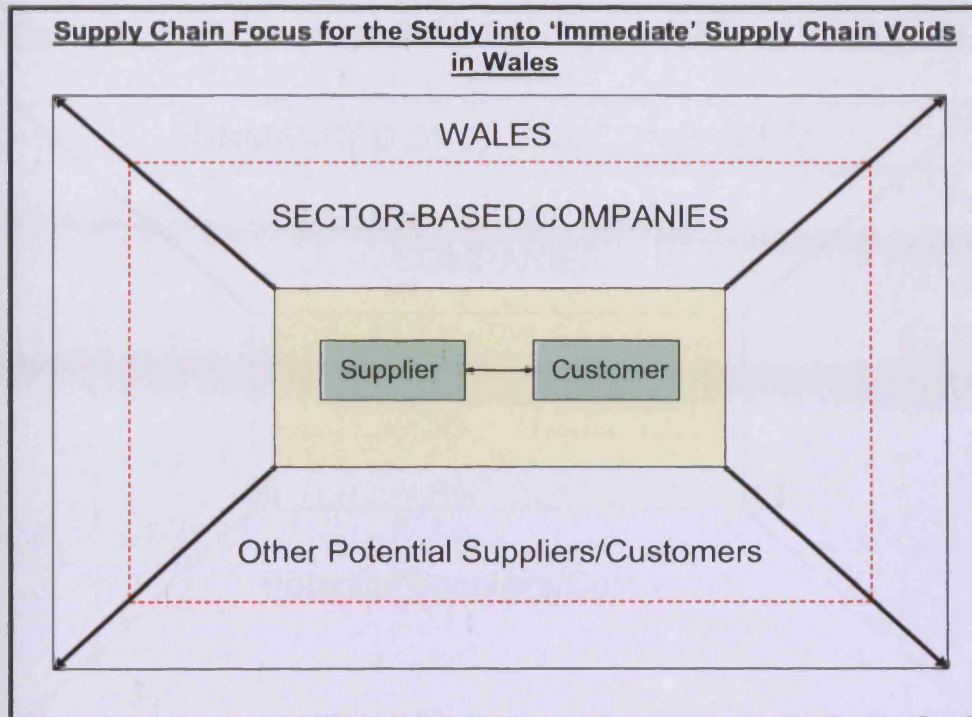 Supply Chain Focus for the Study into 'Immediate' Supply Chain Voids
in Wales
WALES
SECTOR-BASED COMPANIES
Supplier
Customer
Other Potential Suppliers/Customers